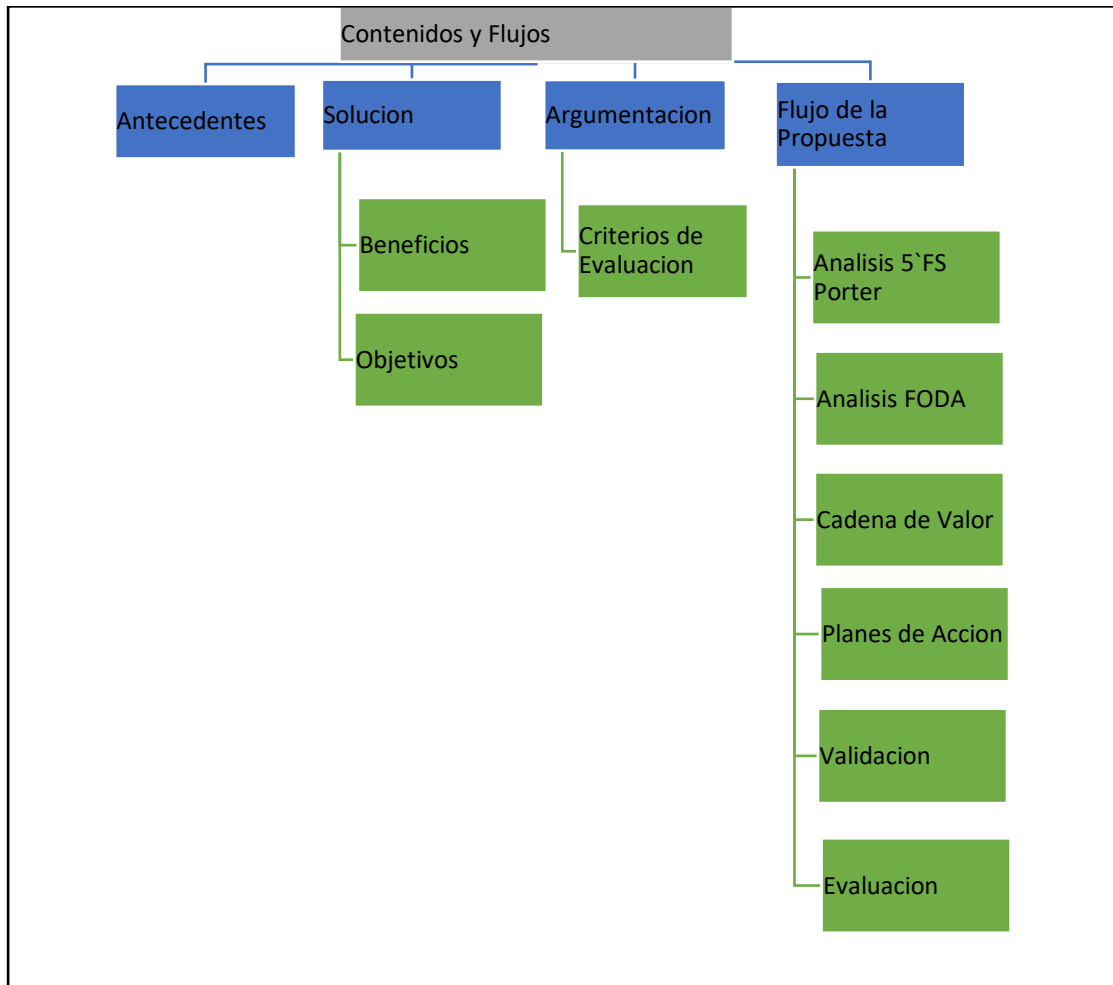 Contenidos y Flujos
Antecedentes
Solucion
Argumentacion
Flujo de la
Propuesta
Beneficios
Objetivos
Criterios de
Evaluacion
Analisis 5`FS
Porter
Analisis FODA
Cadena de Valor
Planes de Accion
Validacion
Evaluacion